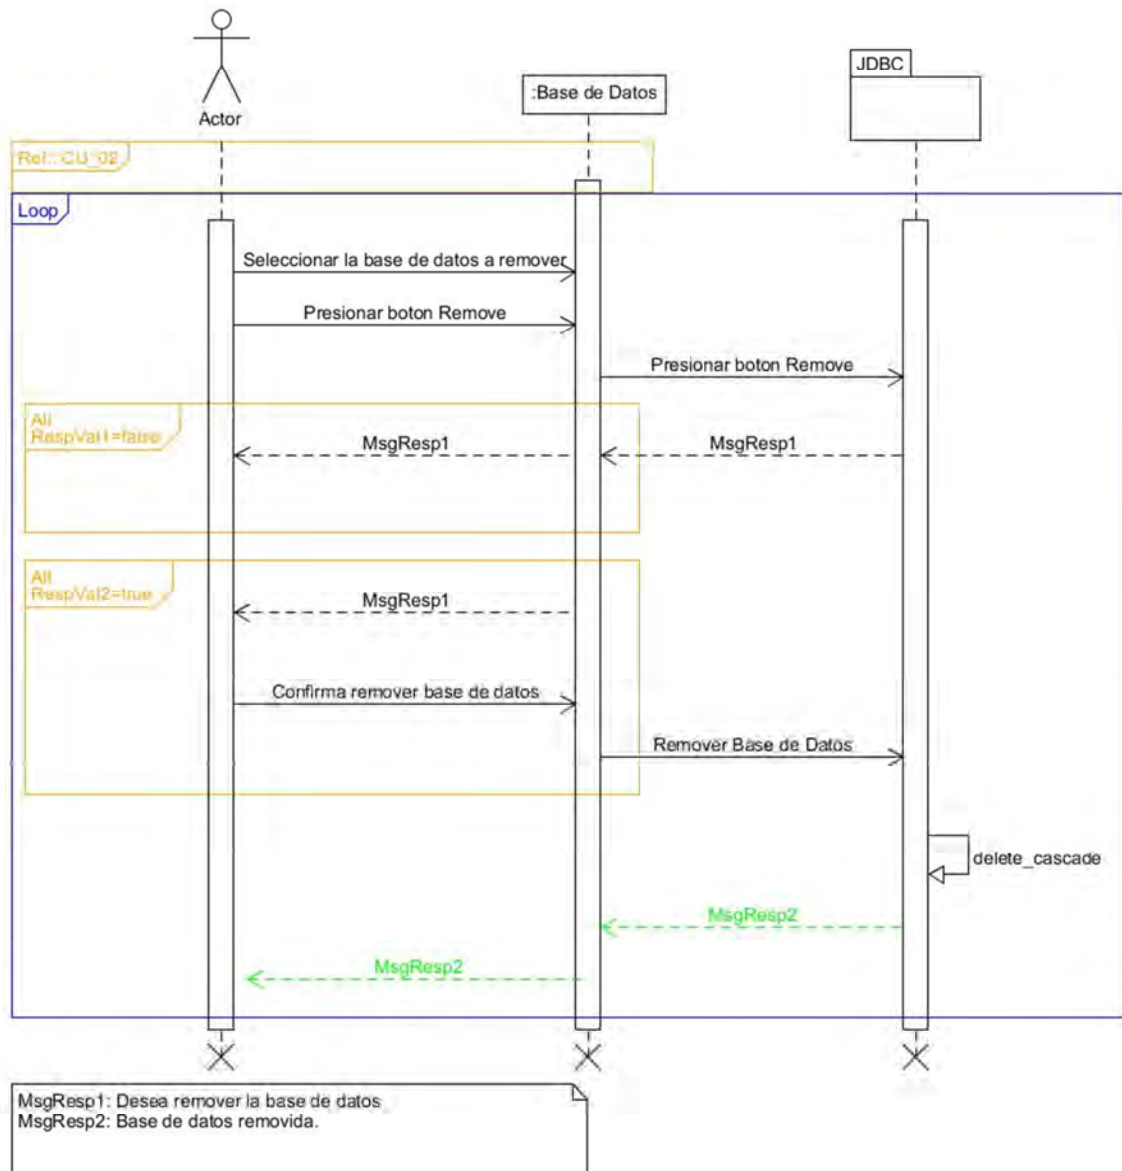 Actor
:Base de Datos
JDBC
Ref.: CU_02
Loop
Seleccionar la base de datos a remover
Presionar boton Remove
Presionar boton Remove
Alt
RespVal1=false
MsgResp1
MsgResp1
Alt
RespVal2=true
MsgResp1
Confirma remover base de datos
Remover Base de Datos
delete_cascade
MsgResp2
MsgResp2
MsgResp1: Desea remover la base de datos
MsgResp2: Base de datos removida.